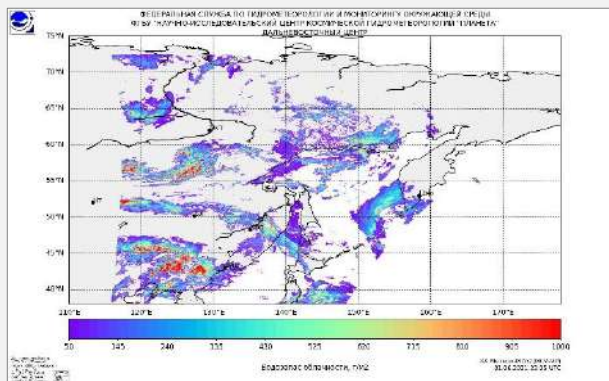 ФЕДЕРАЛЬНАЯ СЛУЖБА ПО ГИДРОМЕТЕОРОЛОГИИ И МОНИТОРИНГУ ОКРУЖАЮЩЕЙ СРЕДЫ
ФГБУ "НАУЧНО-ИССЛЕДОВАТЕЛЬСКИЙ ЦЕНТР КОСМИЧЕСКОЙ ГИДРОМЕТЕОРОЛОГИИ "ПЛАНЕТА"
ДАЛЬНЕВОСТОЧНЫЙ ЦЕНТР
75°N
70°N
65°N
60°N
55°N
50°N
45°N
40°N
110°E 120°E 130°E 140°E 150°E 160°E 170°E
50 145 240 335 430 525 620 715 810 905 1000
Водозапас облачности, г/м2